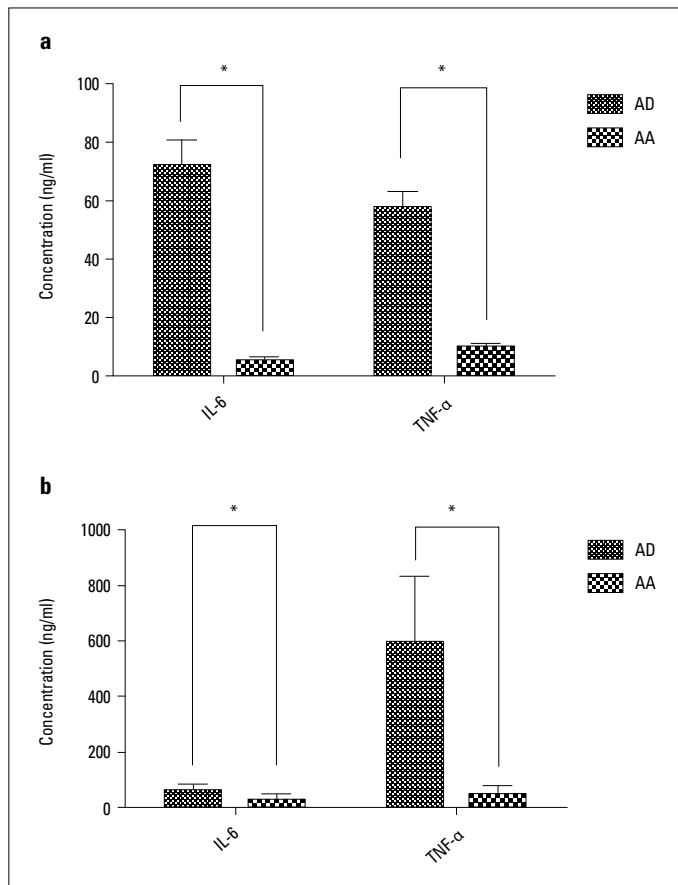 a
*
*
100
80
60
40
20
0
Concentration (ng/ml)
IL-6
TNF-α
AD
AA
b
*
*
1000
800
600
400
200
0
Concentration (ng/ml)
IL-6
TNF-α
AD
AA